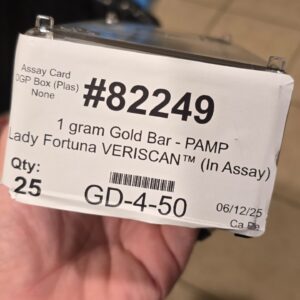 Assay Card
OGP Box (Plas)
None
#82249
1 gram Gold Bar - PAMP
Lady Fortuna VERISCAN™ (In Assay)
Qty:
25
GD-4-50
06/12/25